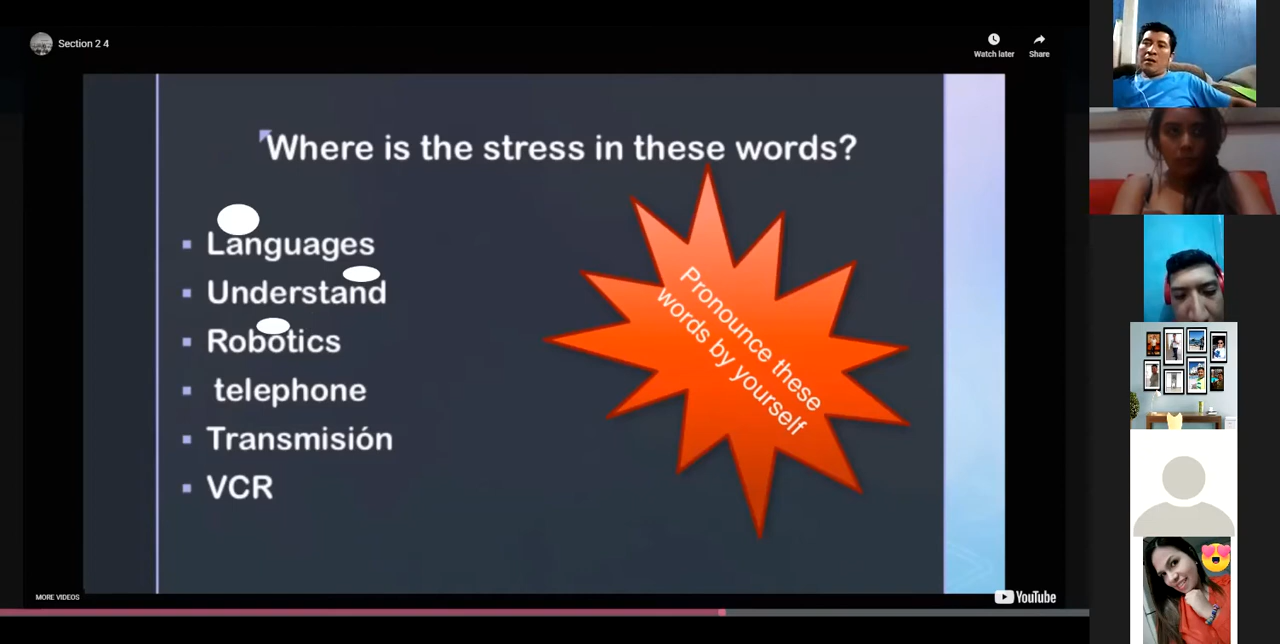 Section 2 4
Watch later
Share
Where is the stress in these words?
Languages
Understand
Robotics
telephone
Transmisión
VCR
Pronounce these
words by yourself
MORE VIDEOS
YouTube